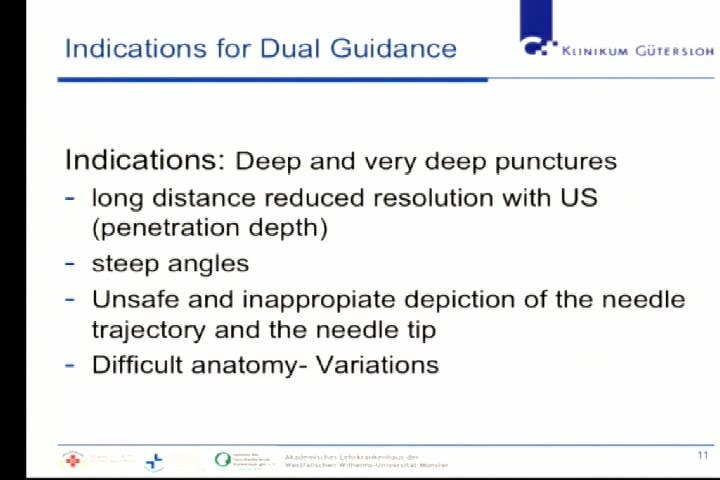 Indications for Dual Guidance
KLINIKUM GÜTERSLOH
Indications: Deep and very deep punctures
- long distance reduced resolution with US
(penetration depth)
- steep angles
- Unsafe and inappropiate depiction of the needle
trajectory and the needle tip
- Difficult anatomy- Variations
Akademisches Lehrkrankenhaus der
Westfälischen Wilhelms-Universität Münster
11